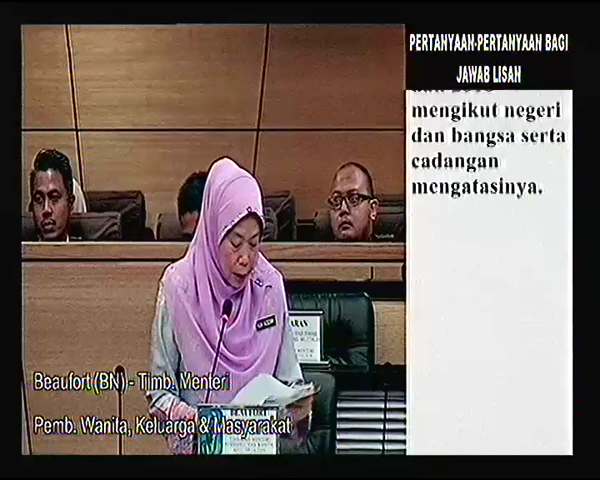 PERTANYAAN-PERTANYAAN BAGI
JAWAB LISAN
mengikut negeri
dan bangsa serta
cadangan
mengatasinya.
Beaufort (BN) - Timb. Menteri
Pemb. Wanita, Keluarga & Masyarakat